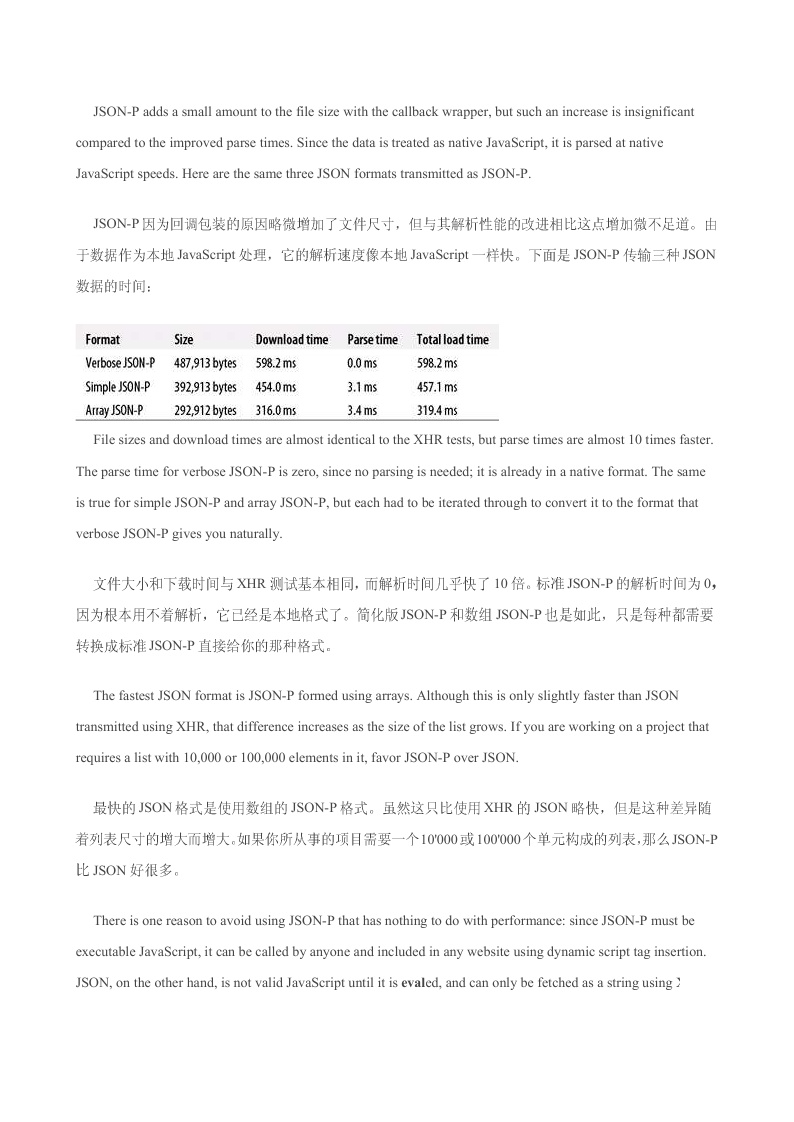 JSON-P adds a small amount to the file size with the callback wrapper, but such an increase is insignificant
compared to the improved parse times. Since the data is treated as native JavaScript, it is parsed at native
JavaScript speeds. Here are the same three JSON formats transmitted as JSON-P.
JSON-P 因为回调包装的原因略微增加了文件尺寸，但与其解析性能的改进相比这点增加微不足道。由
于数据作为本地 JavaScript 处理，它的解析速度像本地 JavaScript 一样快。下面是 JSON-P 传输三种 JSON
数据的时间：
Format Size Download time Parse time Total load time
Verbose JSON-P 487,913 bytes 598.2 ms 0.0 ms 598.2 ms
Simple JSON-P 392,913 bytes 454.0 ms 3.1 ms 457.1 ms
Array JSON-P 292,912 bytes 316.0 ms 3.4 ms 319.4 ms
File sizes and download times are almost identical to the XHR tests, but parse times are almost 10 times faster.
The parse time for verbose JSON-P is zero, since no parsing is needed; it is already in a native format. The same
is true for simple JSON-P and array JSON-P, but each had to be iterated through to convert it to the format that
verbose JSON-P gives you naturally.
文件大小和下载时间与 XHR 测试基本相同，而解析时间几乎快了 10 倍。标准 JSON-P 的解析时间为 0，
因为根本用不着解析，它已经是本地格式了。简化版 JSON-P 和数组 JSON-P 也是如此，只是每种都需要
转换成标准 JSON-P 直接给你的那种格式。
The fastest JSON format is JSON-P formed using arrays. Although this is only slightly faster than JSON
transmitted using XHR, that difference increases as the size of the list grows. If you are working on a project that
requires a list with 10,000 or 100,000 elements in it, favor JSON-P over JSON.
最快的 JSON 格式是使用数组的 JSON-P 格式。虽然这只比使用 XHR 的 JSON 略快，但是这种差异随
着列表尺寸的增大而增大。如果你所从事的项目需要一个 10'000 或 100'000 个单元构成的列表，那么 JSON-P
比 JSON 好很多。
There is one reason to avoid using JSON-P that has nothing to do with performance: since JSON-P must be
executable JavaScript, it can be called by anyone and included in any website using dynamic script tag insertion.
JSON, on the other hand, is not valid JavaScript until it is evaled, and can only be fetched as a string using